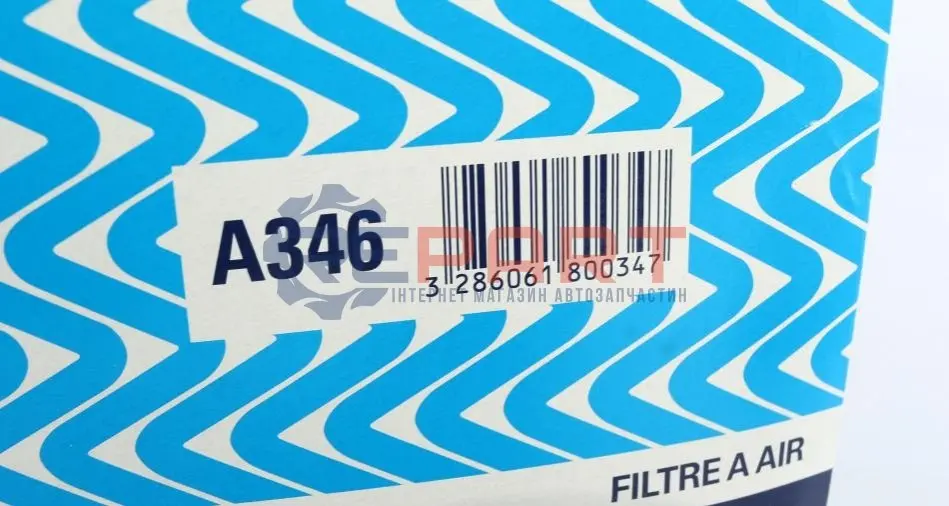 A346
3 286061 800347
EPART
ІНТЕРНЕТ МАГАЗИН АВТОЗАПЧАСТИН
FILTRE A AIR